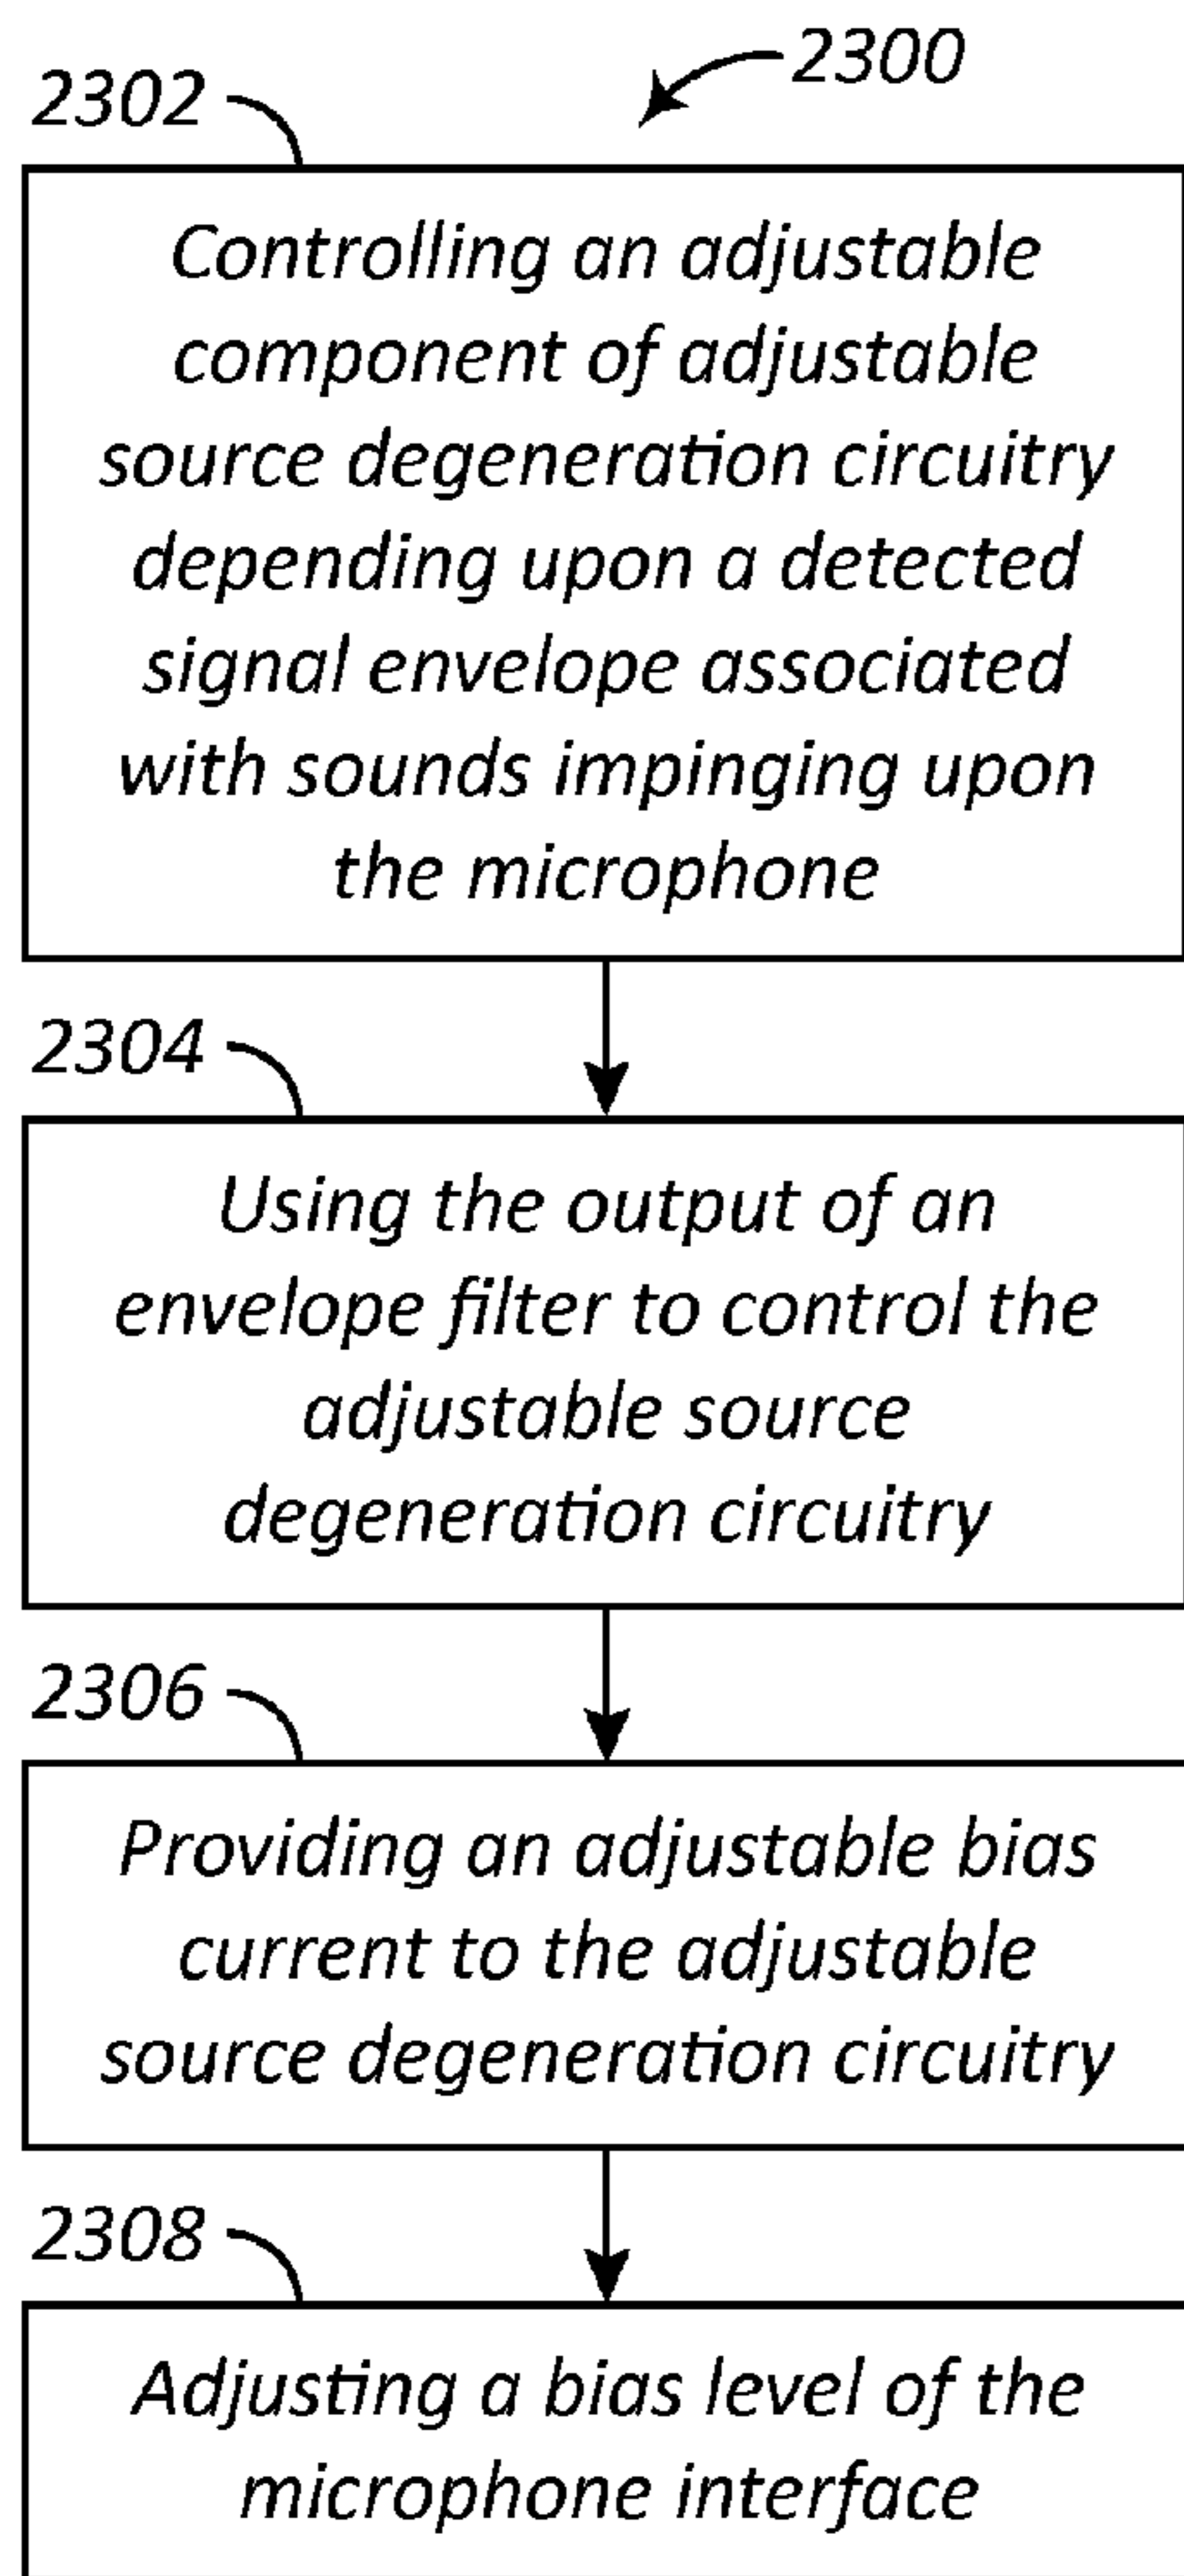 2300
2302
Controlling an adjustable
component of adjustable
source degeneration circuitry
depending upon a detected
signal envelope associated
with sounds impinging upon
the microphone
2304
Using the output of an
envelope filter to control the
adjustable source
degeneration circuitry
2306
Providing an adjustable bias
current to the adjustable
source degeneration circuitry
2308
Adjusting a bias level of the
microphone interface